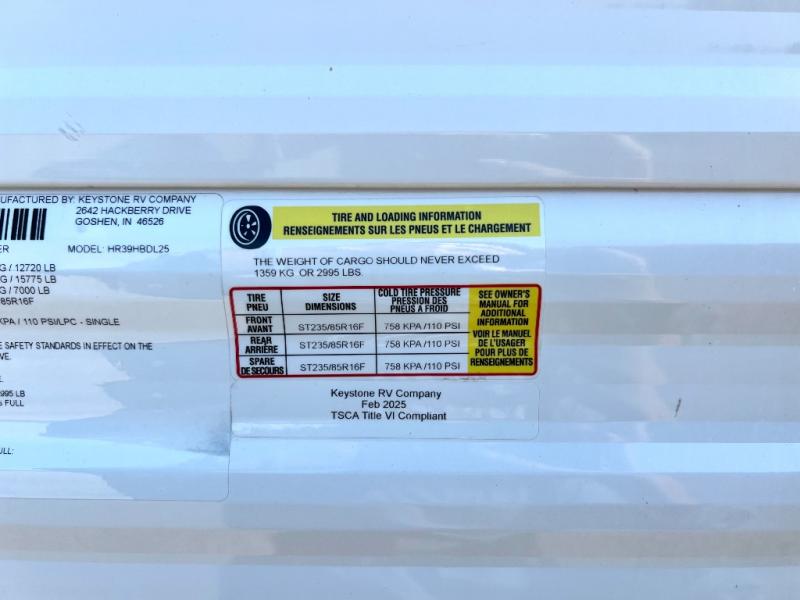 UFACTURED BY: KEYSTONE RV COMPANY
2642 HACKBERRY DRIVE
GOSHEN, IN 46526
ER MODEL: HR39HBDL25
G / 12720 LB
G / 15775 LB
G / 7000 LB
/85R16F
KPA / 110 PSI/LPC - SINGLE
E SAFETY STANDARDS IN EFFECT ON THE
VE.
E.
995 LB
FULL
ULL:
TIRE AND LOADING INFORMATION
RENSEIGNEMENTS SUR LES PNEUS ET LE CHARGEMENT
THE WEIGHT OF CARGO SHOULD NEVER EXCEED
1359 KG OR 2995 LBS.
TIRE
PNEU
SIZE
DIMENSIONS
COLD TIRE PRESSURE
PRESSION DES
PNEUS A FROID
FRONT
AVANT
ST235/85R16F
758 KPA/110 PSI
REAR
ARRIÈRE
ST235/85R16F
758 KPA/110 PSI
SPARE
DE SECOURS
ST235/85R16F
758 KPA/110 PSI
SEE OWNER'S
MANUAL FOR
ADDITIONAL
INFORMATION
VOIR LE MANUEL
DE L'USAGER
POUR PLUS DE
RENSEIGNEMENTS
Keystone RV Company
Feb 2025
TSCA Title VI Compliant